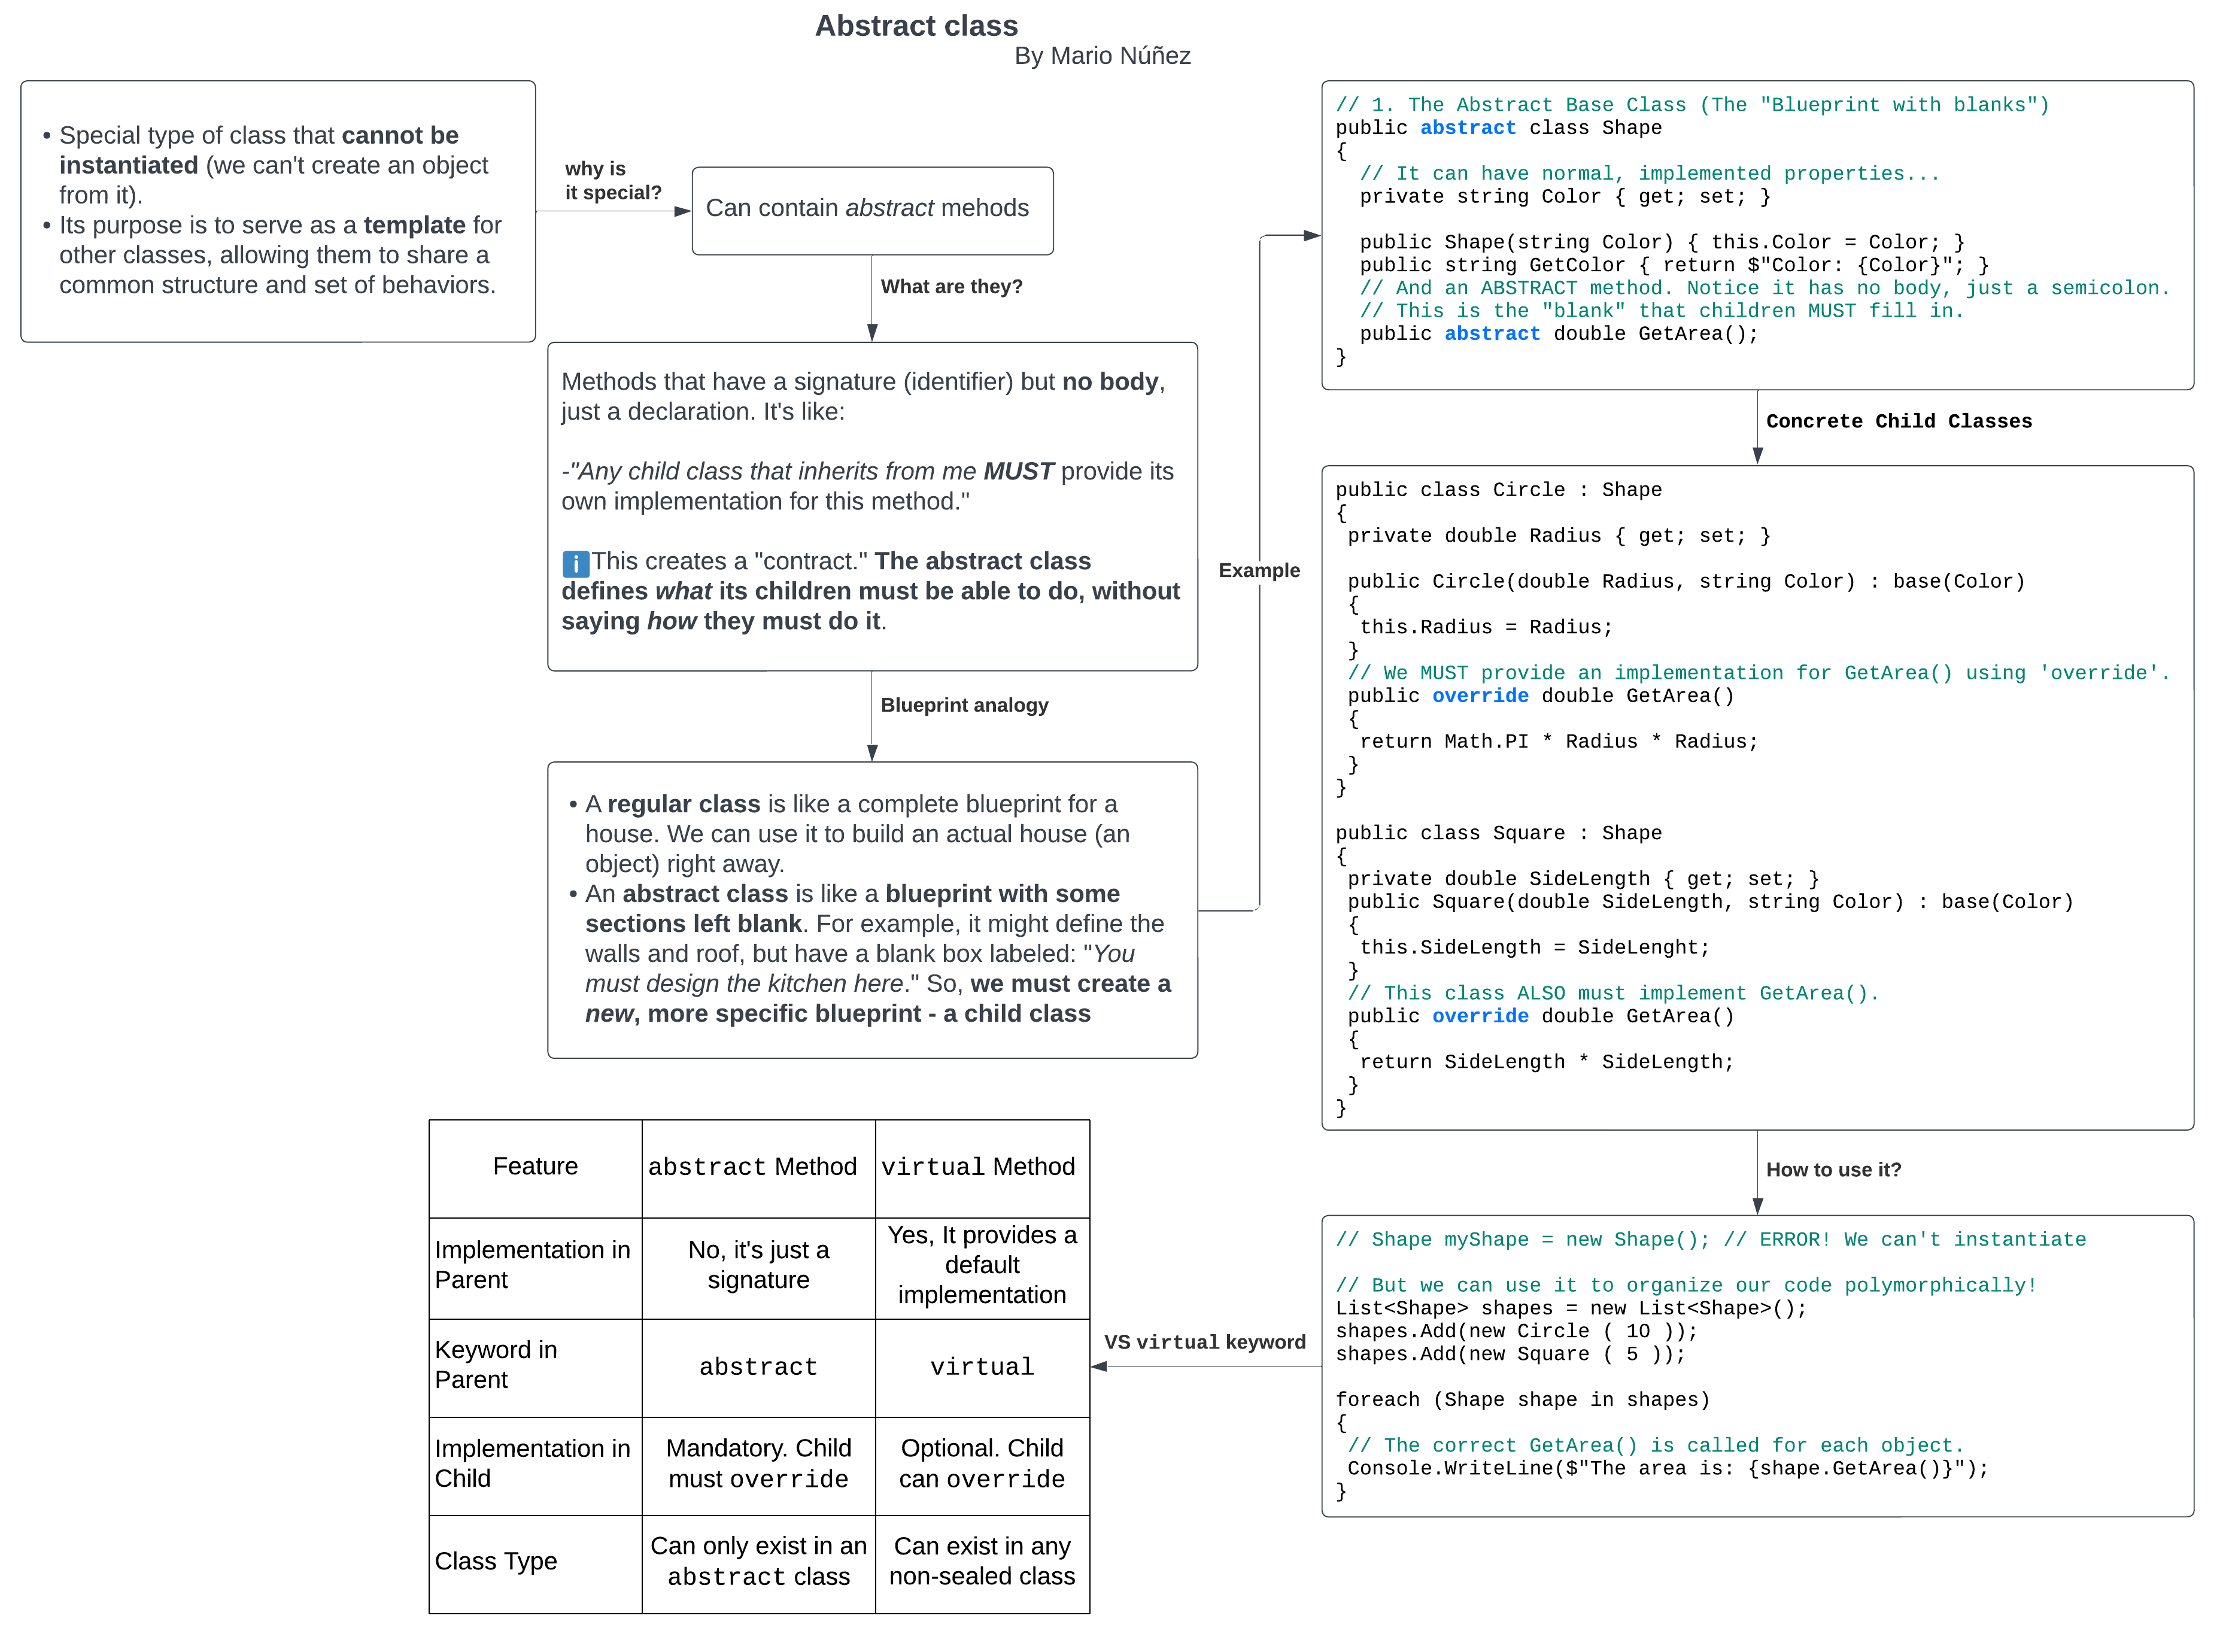 Abstract class
By Mario Núñez
• Special type of class that cannot be
instantiated (we can't create an object
from it).
• Its purpose is to serve as a template for
other classes, allowing them to share a
common structure and set of behaviors.
why is
it special?
Can contain abstract mehods
What are they?
Methods that have a signature (identifier) but no body,
just a declaration. It's like:
-"Any child class that inherits from me MUST provide its
own implementation for this method."
ℹ️This creates a "contract." The abstract class
defines what its children must be able to do, without
saying how they must do it.
Blueprint analogy
• A regular class is like a complete blueprint for a
house. We can use it to build an actual house (an
object) right away.
• An abstract class is like a blueprint with some
sections left blank. For example, it might define the
walls and roof, but have a blank box labeled: "You
must design the kitchen here." So, we must create a
new, more specific blueprint - a child class
Example
// 1. The Abstract Base Class (The "Blueprint with blanks")
public abstract class Shape
{
// It can have normal, implemented properties...
private string Color { get; set; }
public Shape(string Color) { this.Color = Color; }
public string GetColor { return $"Color: {Color}"; }
// And an ABSTRACT method. Notice it has no body, just a semicolon.
// This is the "blank" that children MUST fill in.
public abstract double GetArea();
}
Concrete Child Classes
public class Circle : Shape
{
private double Radius { get; set; }
public Circle(double Radius, string Color) : base(Color)
{
this.Radius = Radius;
}
// We MUST provide an implementation for GetArea() using 'override'.
public override double GetArea()
{
return Math.PI * Radius * Radius;
}
}
public class Square : Shape
{
private double SideLength { get; set; }
public Square(double SideLength, string Color) : base(Color)
{
this.SideLength = SideLenght;
}
// This class ALSO must implement GetArea().
public override double GetArea()
{
return SideLength * SideLength;
}
}
How to use it?
// Shape myShape = new Shape(); // ERROR! We can't instantiate
// But we can use it to organize our code polymorphically!
List<Shape> shapes = new List<Shape>();
shapes.Add(new Circle ( 10 ));
shapes.Add(new Square ( 5 ));
foreach (Shape shape in shapes)
{
// The correct GetArea() is called for each object.
Console.WriteLine($"The area is: {shape.GetArea()}");
}
VS virtual keyword
Feature
abstract Method
virtual Method
Implementation in
Parent
No, it's just a
signature
Yes, It provides a
default
implementation
Keyword in
Parent
abstract
virtual
Implementation in
Child
Mandatory. Child
must override
Optional. Child
can override
Class Type
Can only exist in an
abstract class
Can exist in any
non-sealed class